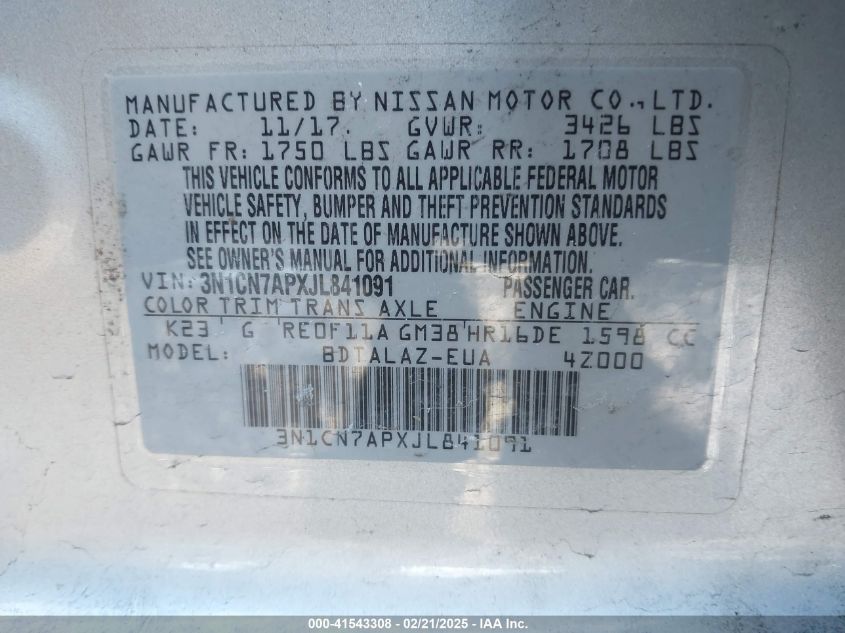 MANUFACTURED BY NISSAN MOTOR CO., LTD.
DATE: 11/17. GVWR: 3426 LBS
GAWR FR: 1750 LBS GAWR RR: 1708 LBS
THIS VEHICLE CONFORMS TO ALL APPLICABLE FEDERAL MOTOR
VEHICLE SAFETY, BUMPER AND THEFT PREVENTION STANDARDS
IN EFFECT ON THE DATE OF MANUFACTURE SHOWN ABOVE.
SEE OWNER'S MANUAL FOR ADDITIONAL INFORMATION.
VIN: 3N1CN7APXJL841091 PASSENGER CAR.
COLOR TRIM TRANS AXLE ENGINE
K23 G RE0F11A GM38 HR16DE 1598 CC
MODEL: BDTALAZ-EUA 4Z000
3N1CN7APXJL841091
000-41543308 - 02/21/2025 - IAA Inc.